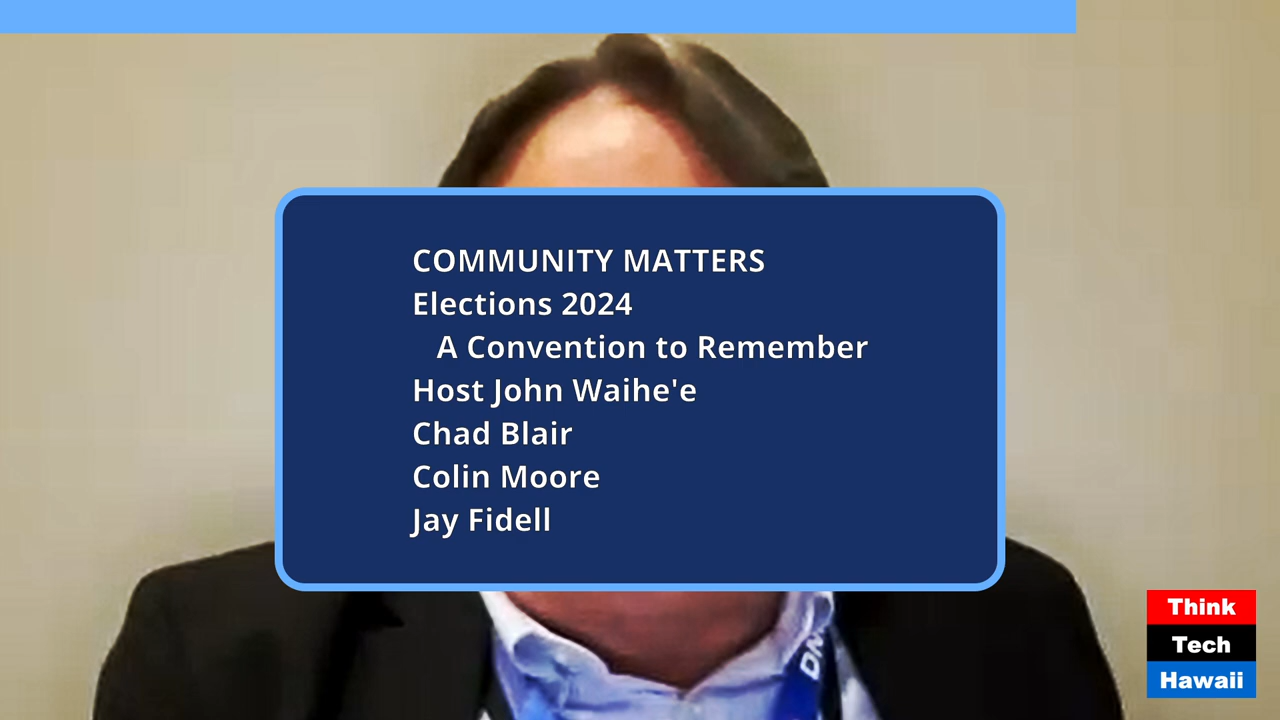 COMMUNITY MATTERS
Elections 2024
A Convention to Remember
Host John Waihe'e
Chad Blair
Colin Moore
Jay Fidell
Think
Tech
Hawaii